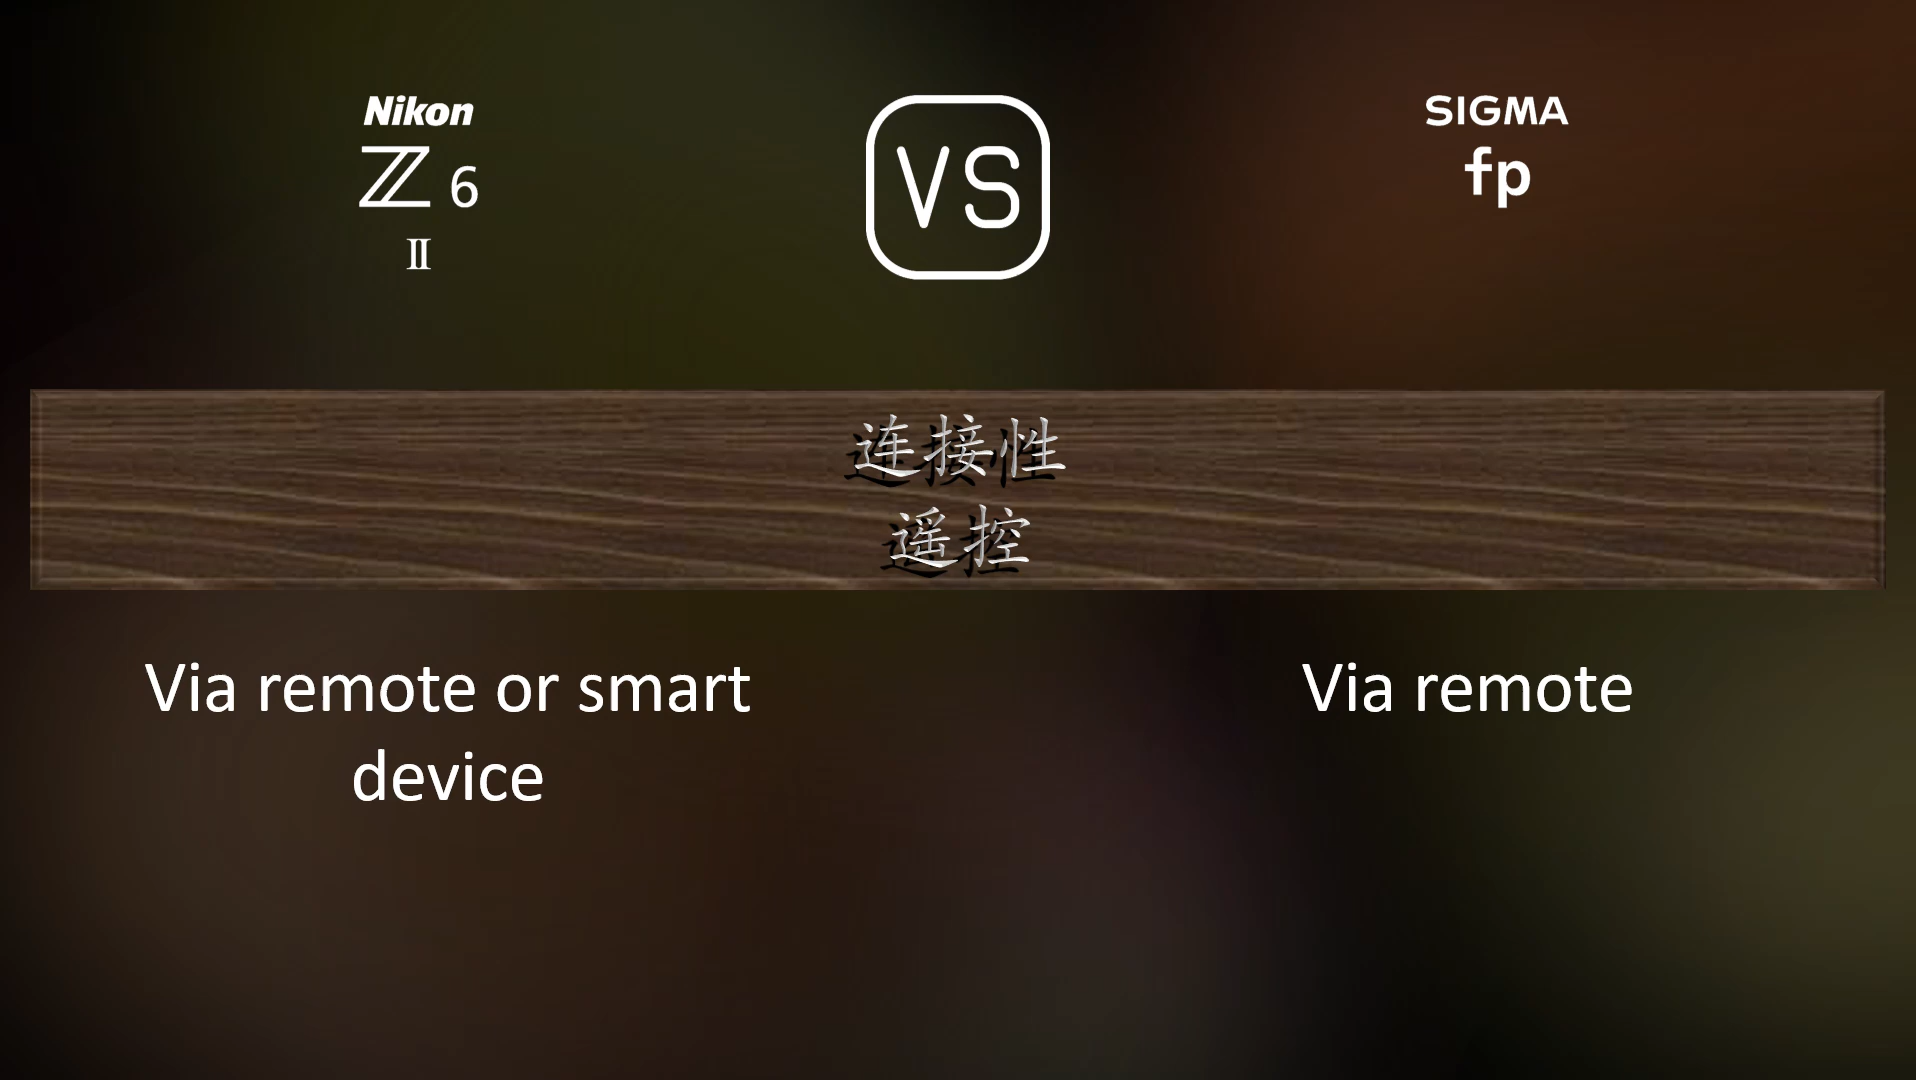 Nikon
Z 6
II
VS
SIGMA
fp
连接性
遥控
Via remote or smart
device
Via remote